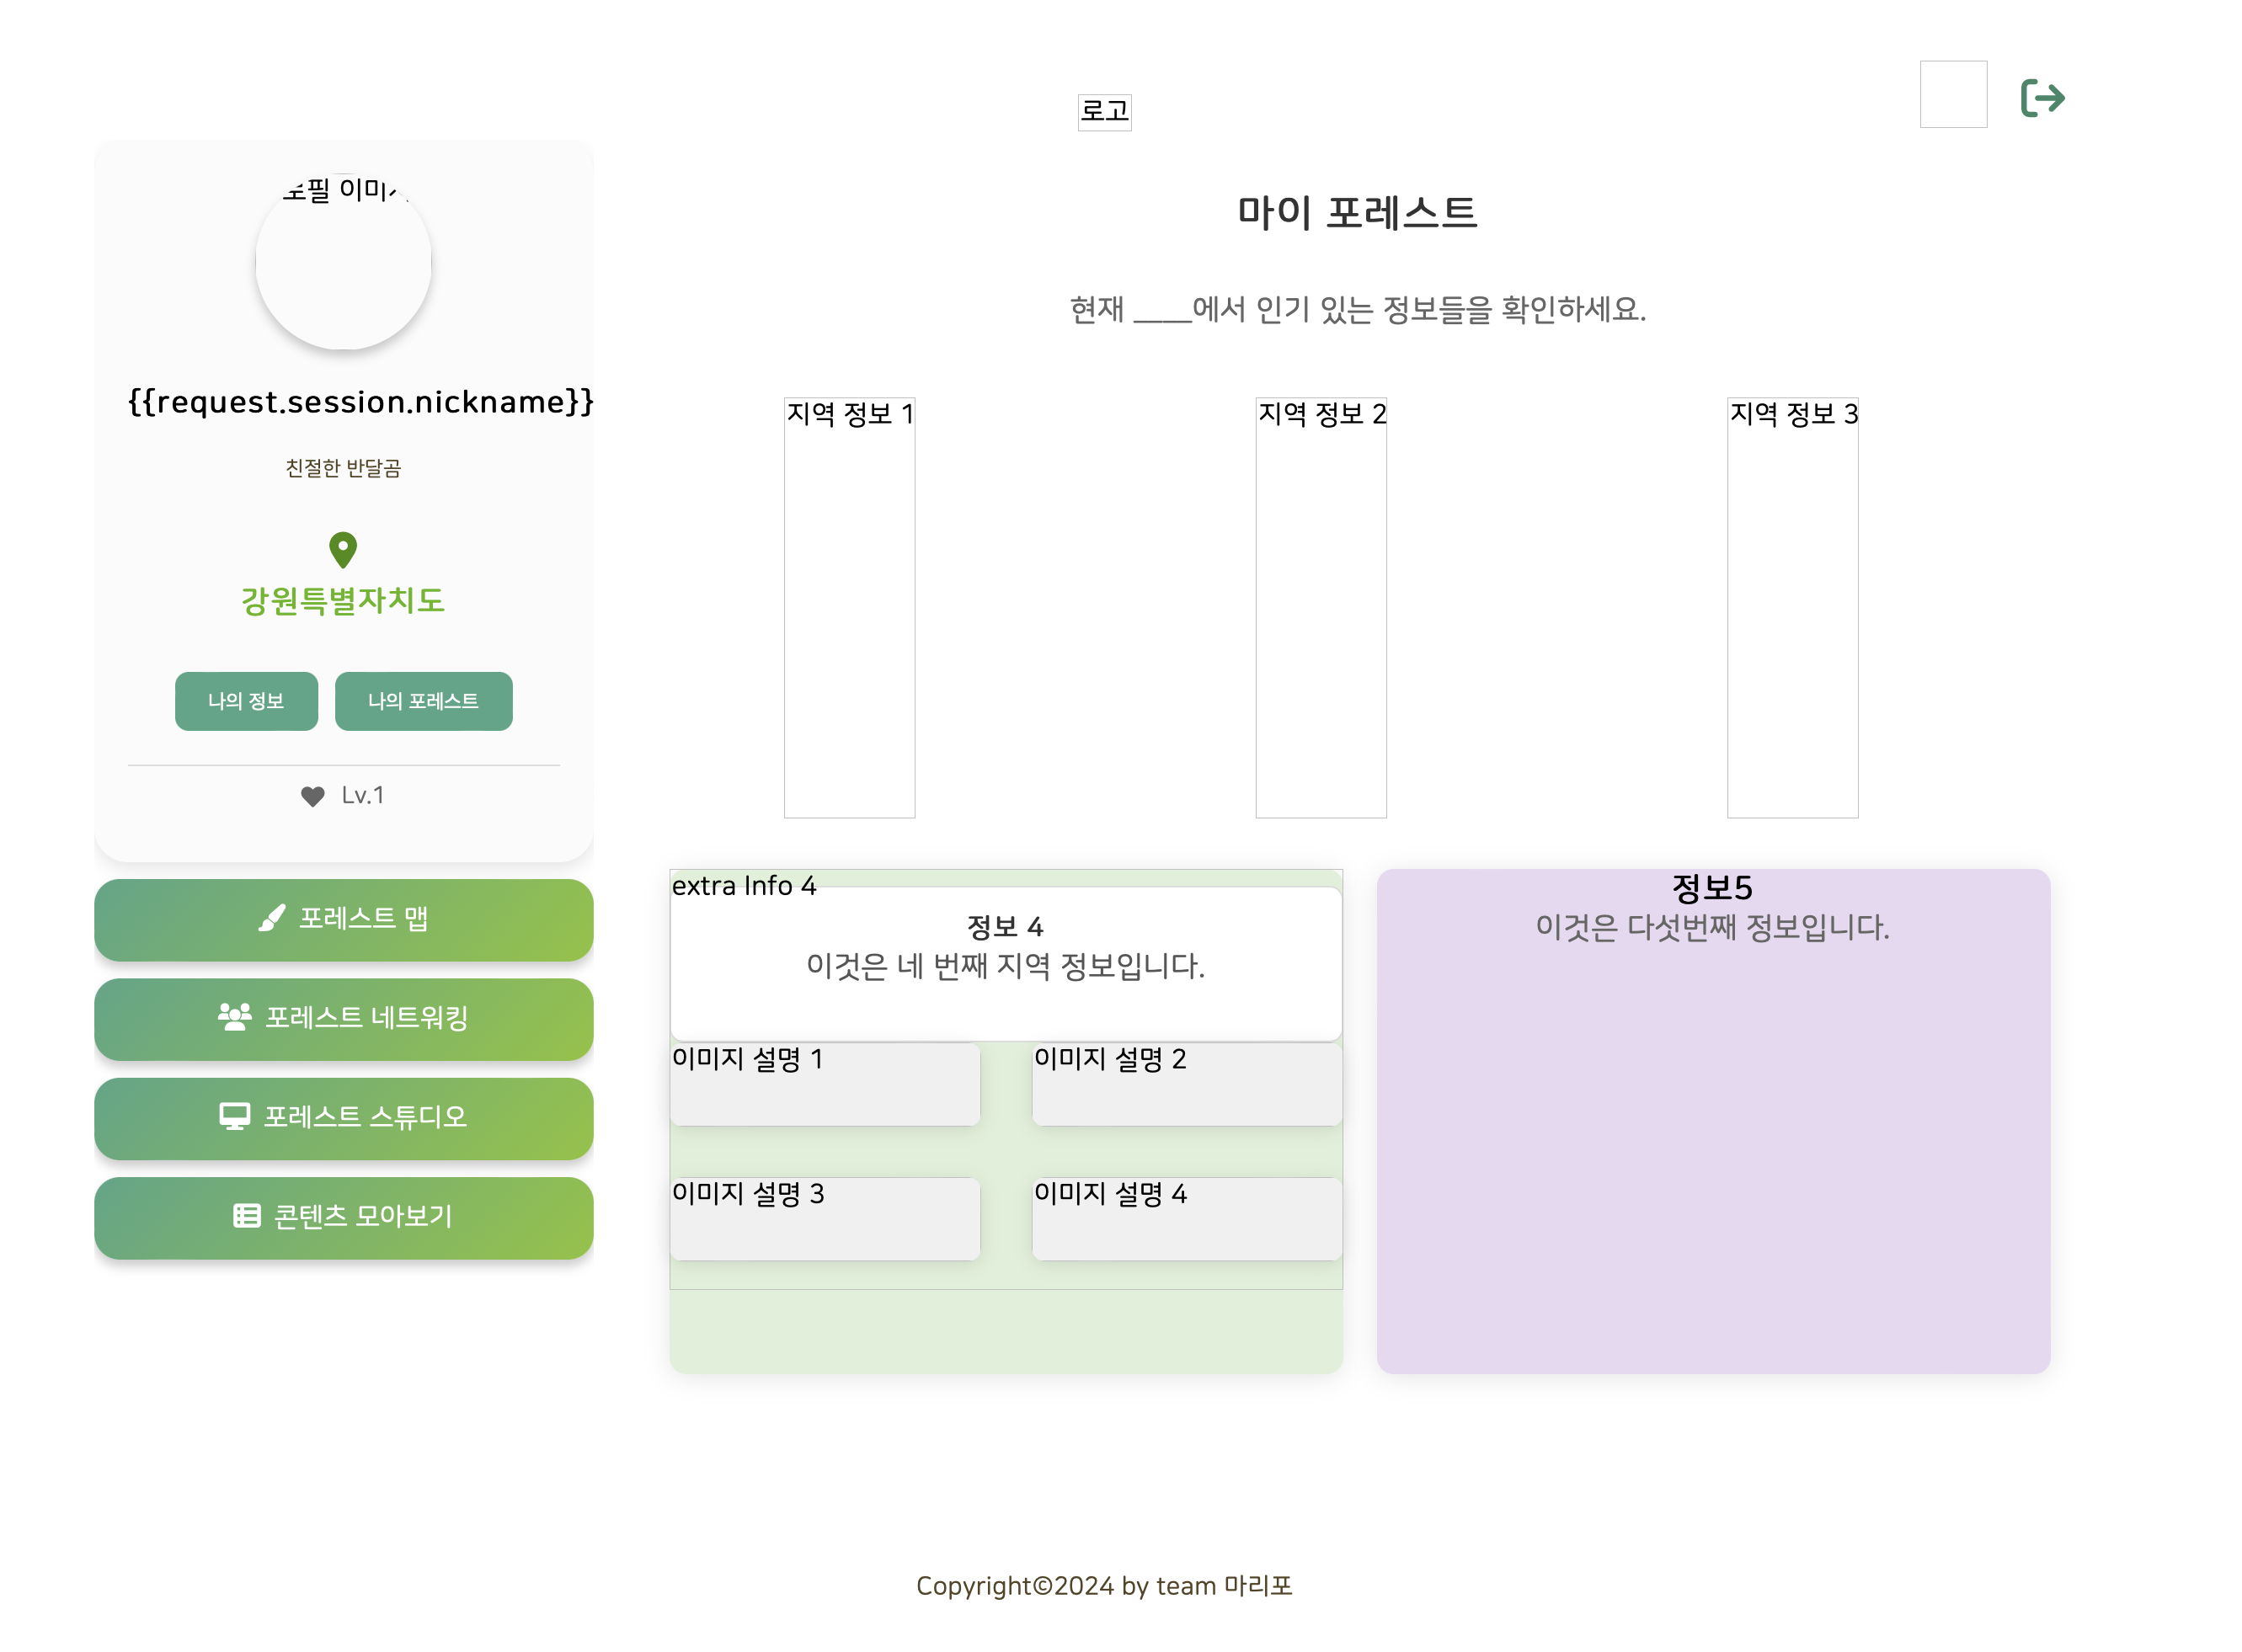 로고
필 이미
{{request.session.nickname}}
친절한 반달곰
강원특별자치도
나의 정보
나의 포레스트
Lv.1
포레스트 맵
포레스트 네트워킹
포레스트 스튜디오
콘텐츠 모아보기
마이 포레스트
현재 ____에서 인기 있는 정보들을 확인하세요.
지역 정보 1
지역 정보 2
지역 정보 3
extra Info 4
정보 4
이것은 네 번째 지역 정보입니다.
이미지 설명 1
이미지 설명 2
이미지 설명 3
이미지 설명 4
정보5
이것은 다섯번째 정보입니다.
Copyright©2024 by team 마리포